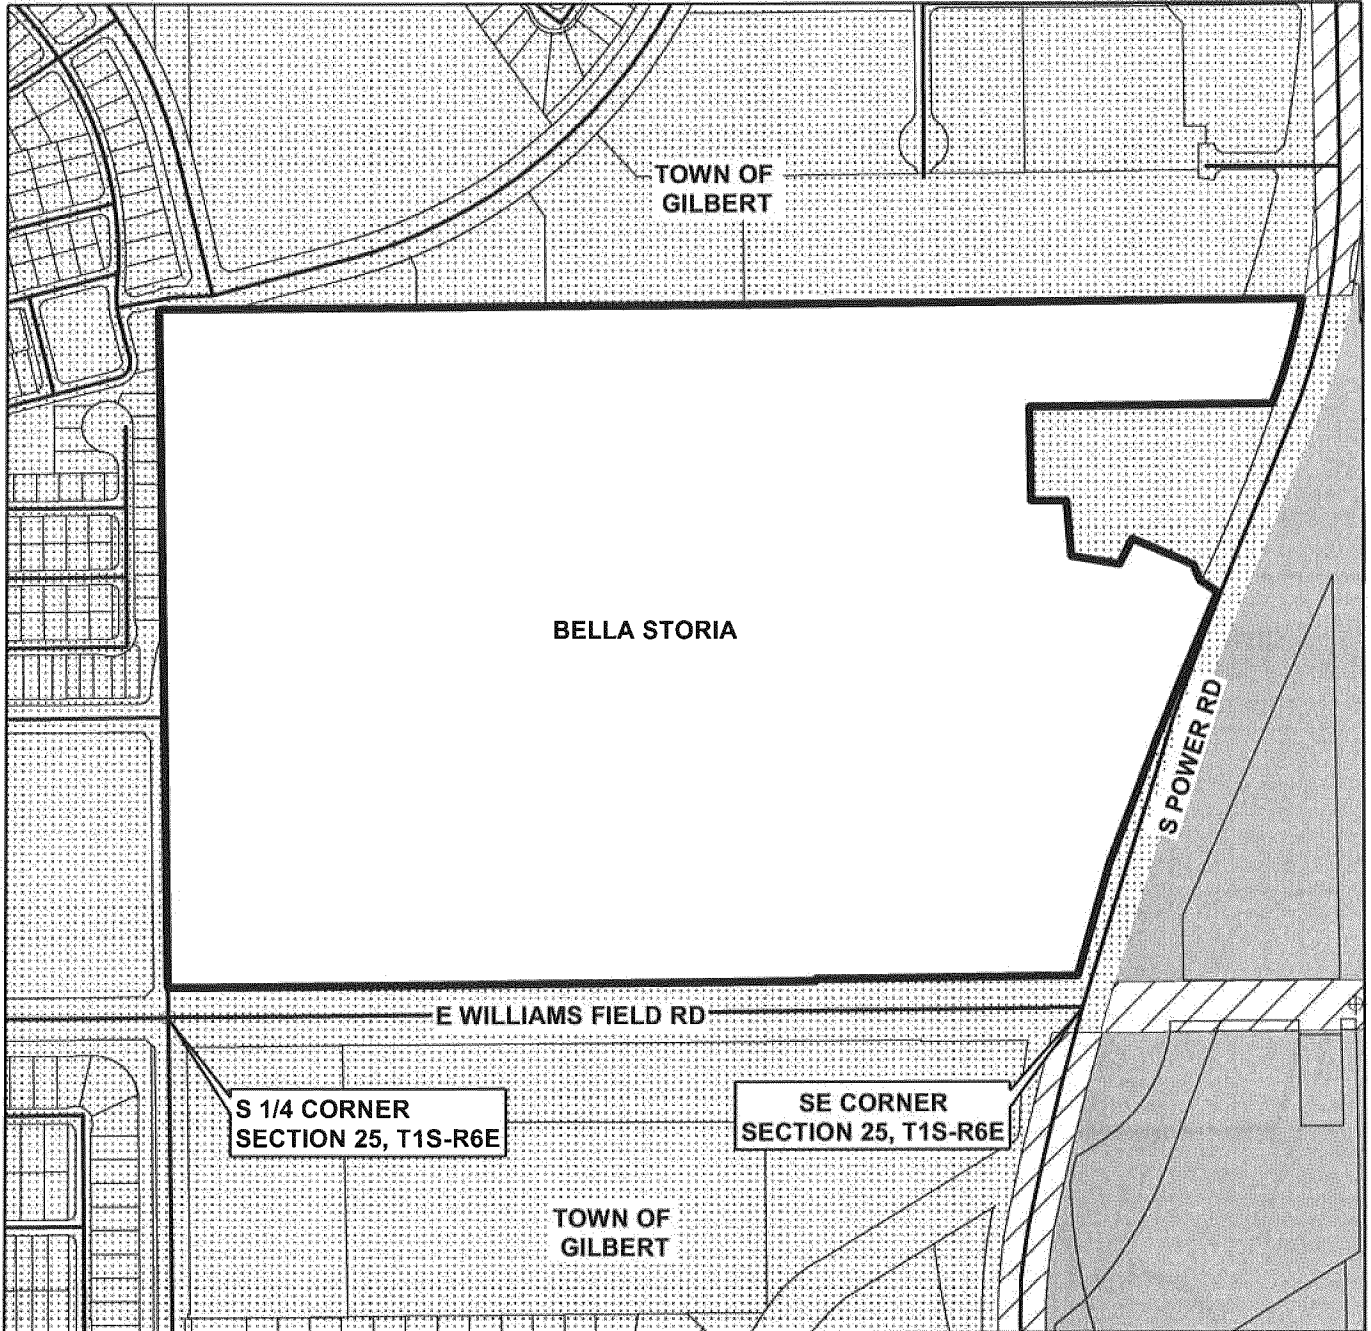 TOWN OF
GILBERT
BELLA STORIA
S POWER RD
E WILLIAMS FIELD RD
S 1/4 CORNER
SECTION 25, T1S-R6E
SE CORNER
SECTION 25, T1S-R6E
TOWN OF
GILBERT